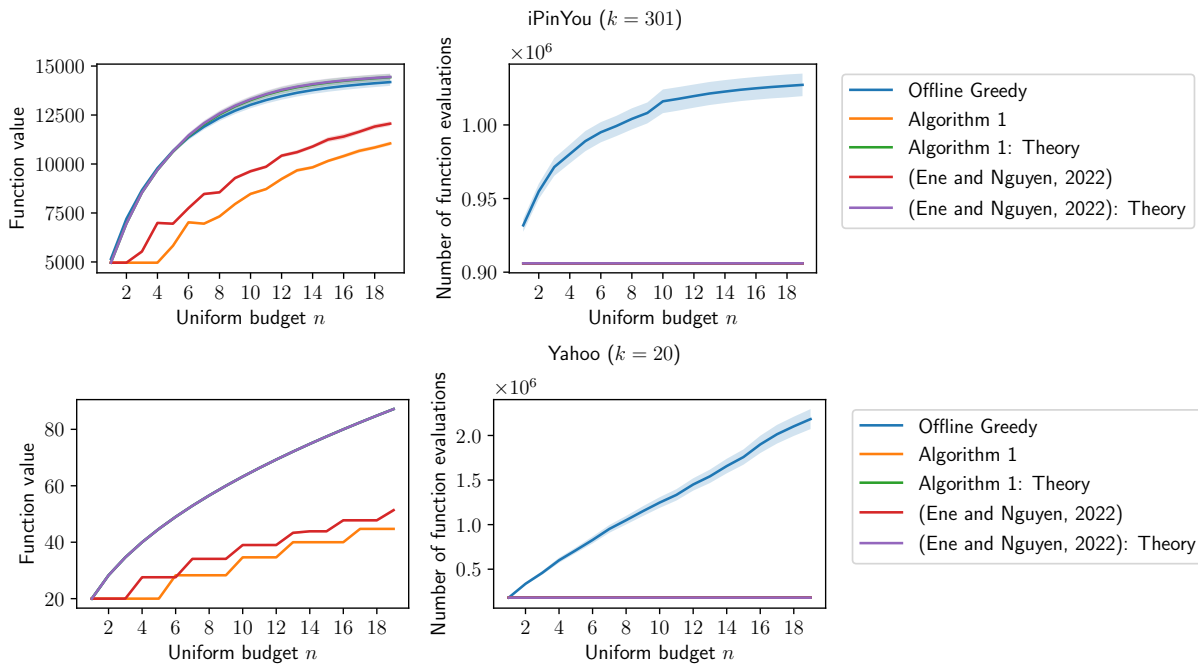 iPinYou (k = 301)
Function value
15000
12500
10000
7500
5000
2 4 6 8 10 12 14 16 18
Uniform budget n
Number of function evaluations
×10⁶
1.00
0.95
0.90
2 4 6 8 10 12 14 16 18
Uniform budget n
Offline Greedy
Algorithm 1
Algorithm 1: Theory
(Ene and Nguyen, 2022)
(Ene and Nguyen, 2022): Theory
Yahoo (k = 20)
Function value
80
60
40
20
2 4 6 8 10 12 14 16 18
Uniform budget n
Number of function evaluations
×10⁶
2.0
1.5
1.0
0.5
2 4 6 8 10 12 14 16 18
Uniform budget n
Offline Greedy
Algorithm 1
Algorithm 1: Theory
(Ene and Nguyen, 2022)
(Ene and Nguyen, 2022): Theory